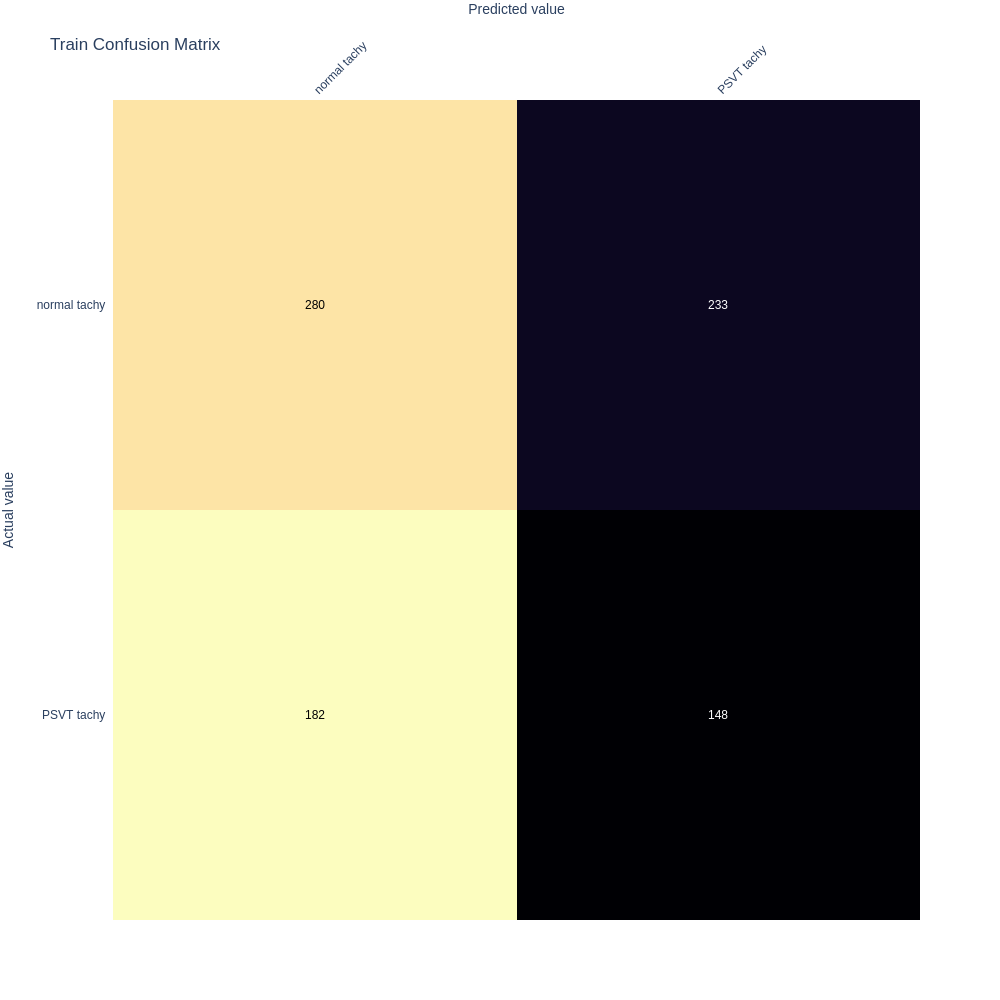 Predicted value
Train Confusion Matrix
normal tachy
PSVT tachy
normal tachy
280
233
Actual value
PSVT tachy
182
148